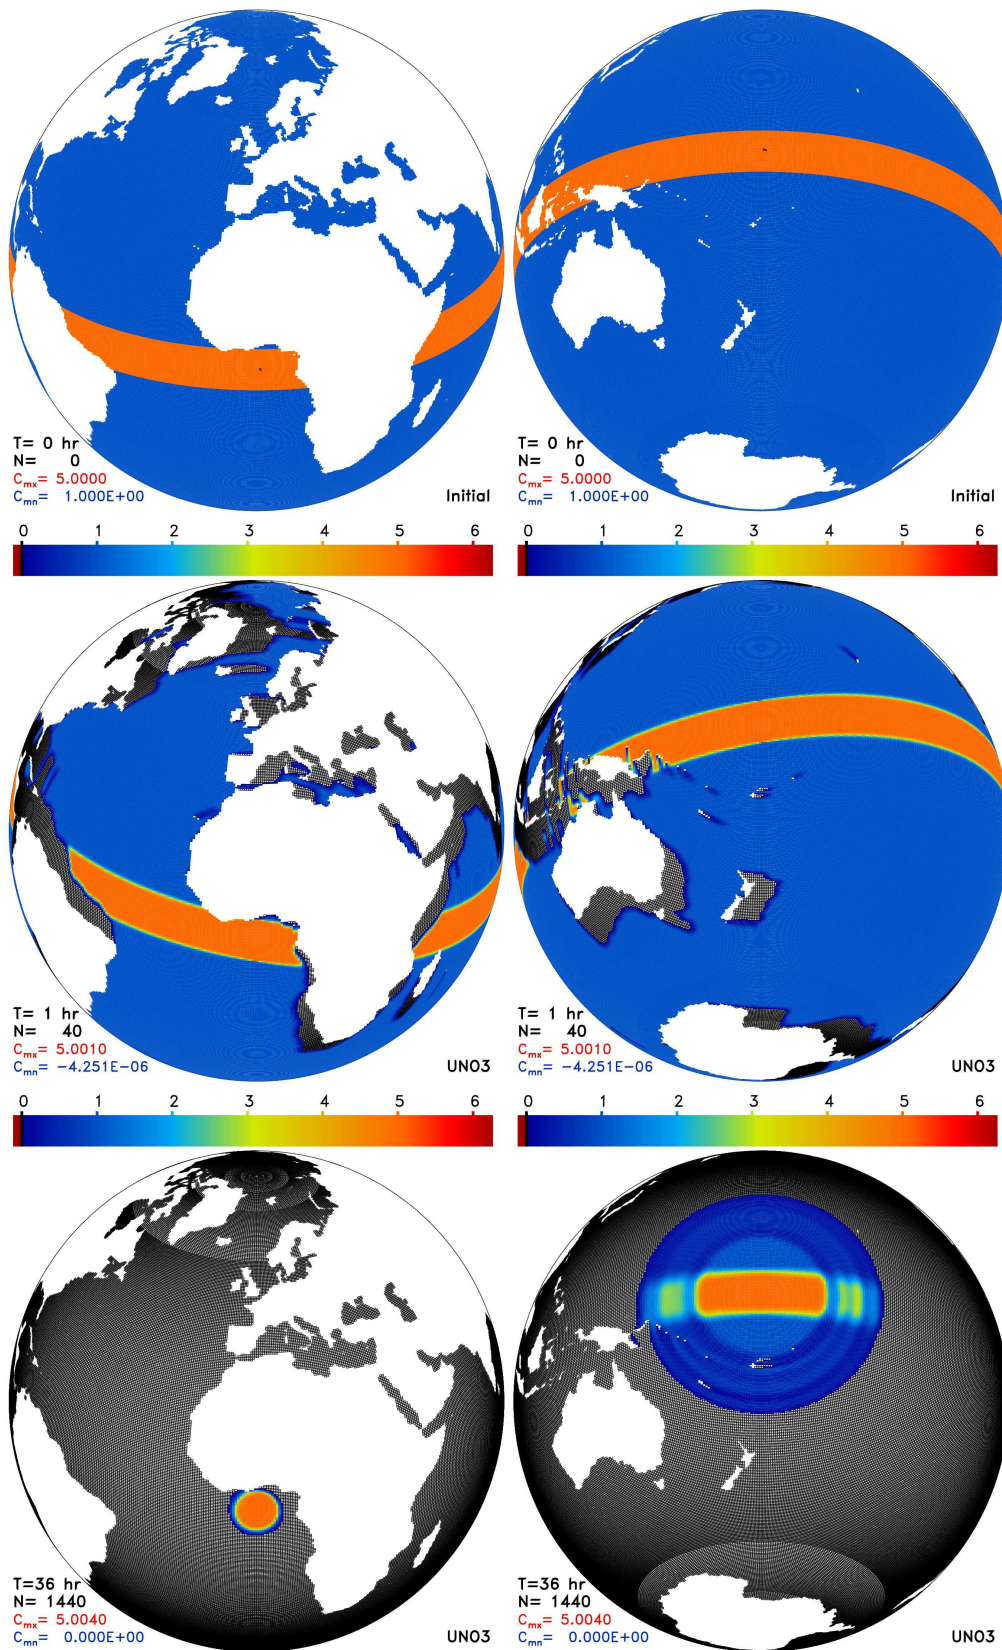 T= 0 hr
N= 0
Cmx= 5.0000
Cmn= 1.000E+00
Initial
T= 0 hr
N= 0
Cmx= 5.0000
Cmn= 1.000E+00
Initial
0 1 2 3 4 5 6
0 1 2 3 4 5 6
T= 1 hr
N= 40
Cmx= 5.0010
Cmn= -4.251E-06
UNO3
T= 1 hr
N= 40
Cmx= 5.0010
Cmn= -4.251E-06
UNO3
0 1 2 3 4 5 6
0 1 2 3 4 5 6
T=36 hr
N= 1440
Cmx= 5.0040
Cmn= 0.000E+00
UNO3
T=36 hr
N= 1440
Cmx= 5.0040
Cmn= 0.000E+00
UNO3